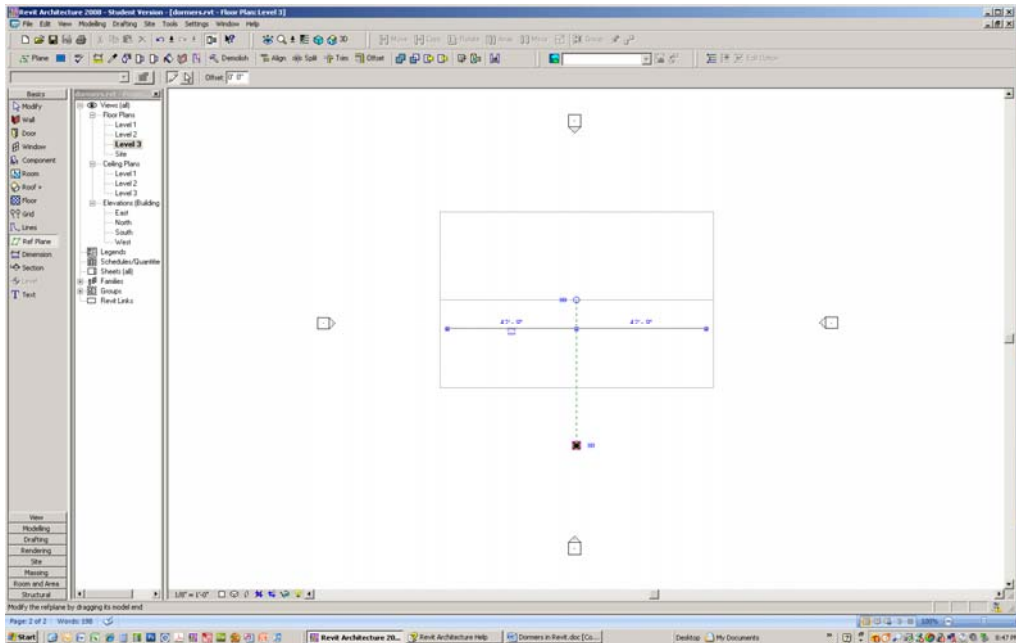 Revit Architecture 2008 - Student Version - [dormers.rvt - Floor Plan: Level 3]
File Edit View Modeling Drafting Site Tools Settings Window Help
3D
Plane Demolish Align Split Trim Offset
Offset: 0' 0"
Basics
Modify
Wall
Door
Window
Component
Room
Roof »
Floor
Grid
Lines
Ref Plane
Dimension
Section
Level
Text
View
Modelling
Drafting
Rendering
Site
Massing
Room and Area
Structural
Views (all)
Floor Plans
Level 1
Level 2
Level 3
Site
Ceiling Plans
Level 1
Level 2
Level 3
Elevations (Building
East
North
South
West
Legends
Schedules/Quantitie
Sheets (all)
Families
Groups
Revit Links
1/8" = 1'-0"
Modify the refplane by dragging its model end
Page: 2 of 2 Words: 198
100%
Start
Revit Architecture 20...
Revit Architecture Help
Dormers in Revit.doc [Co...
Desktop
My Documents